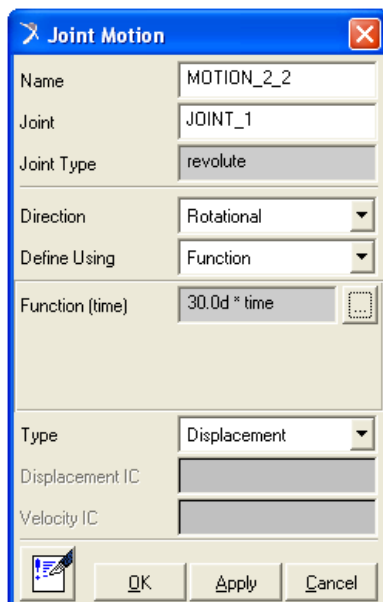 Joint Motion
Name MOTION_2_2
Joint JOINT_1
Joint Type revolute
Direction Rotational
Define Using Function
Function (time) 30.0d * time ...
Type Displacement
Displacement IC
Velocity IC
OK Apply Cancel